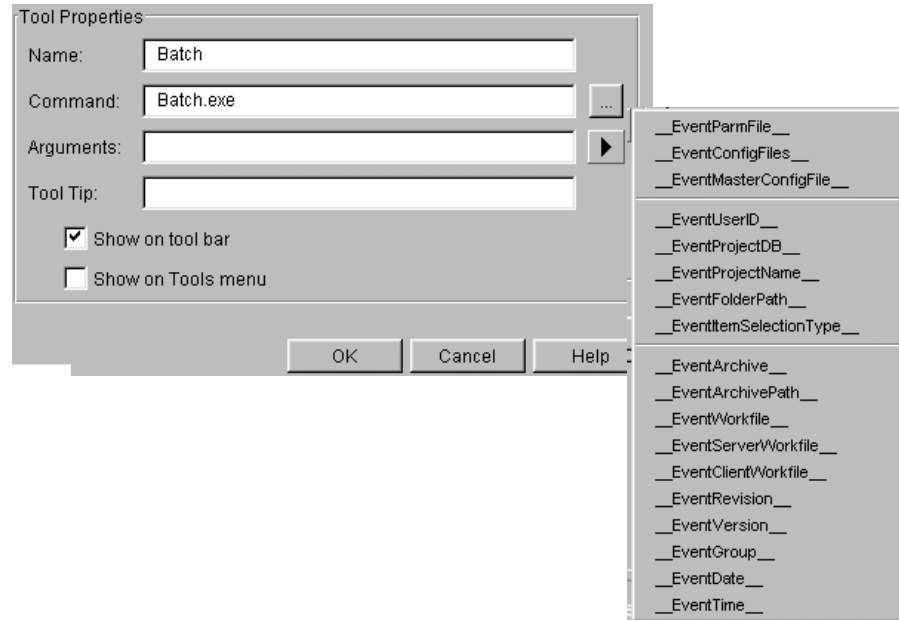 Tool Properties
Name: Batch
Command: Batch.exe ...
Arguments:
Tool Tip:
Show on tool bar
Show on Tools menu
OK Cancel Help
__EventParmFile__
__EventConfigFiles__
__EventMasterConfigFile__
__EventUserID__
__EventProjectDB__
__EventProjectName__
__EventFolderPath__
__EventItemSelectionType__
__EventArchive__
__EventArchivePath__
__EventWorkfile__
__EventServerWorkfile__
__EventClientWorkfile__
__EventRevision__
__EventVersion__
__EventGroup__
__EventDate__
__EventTime__